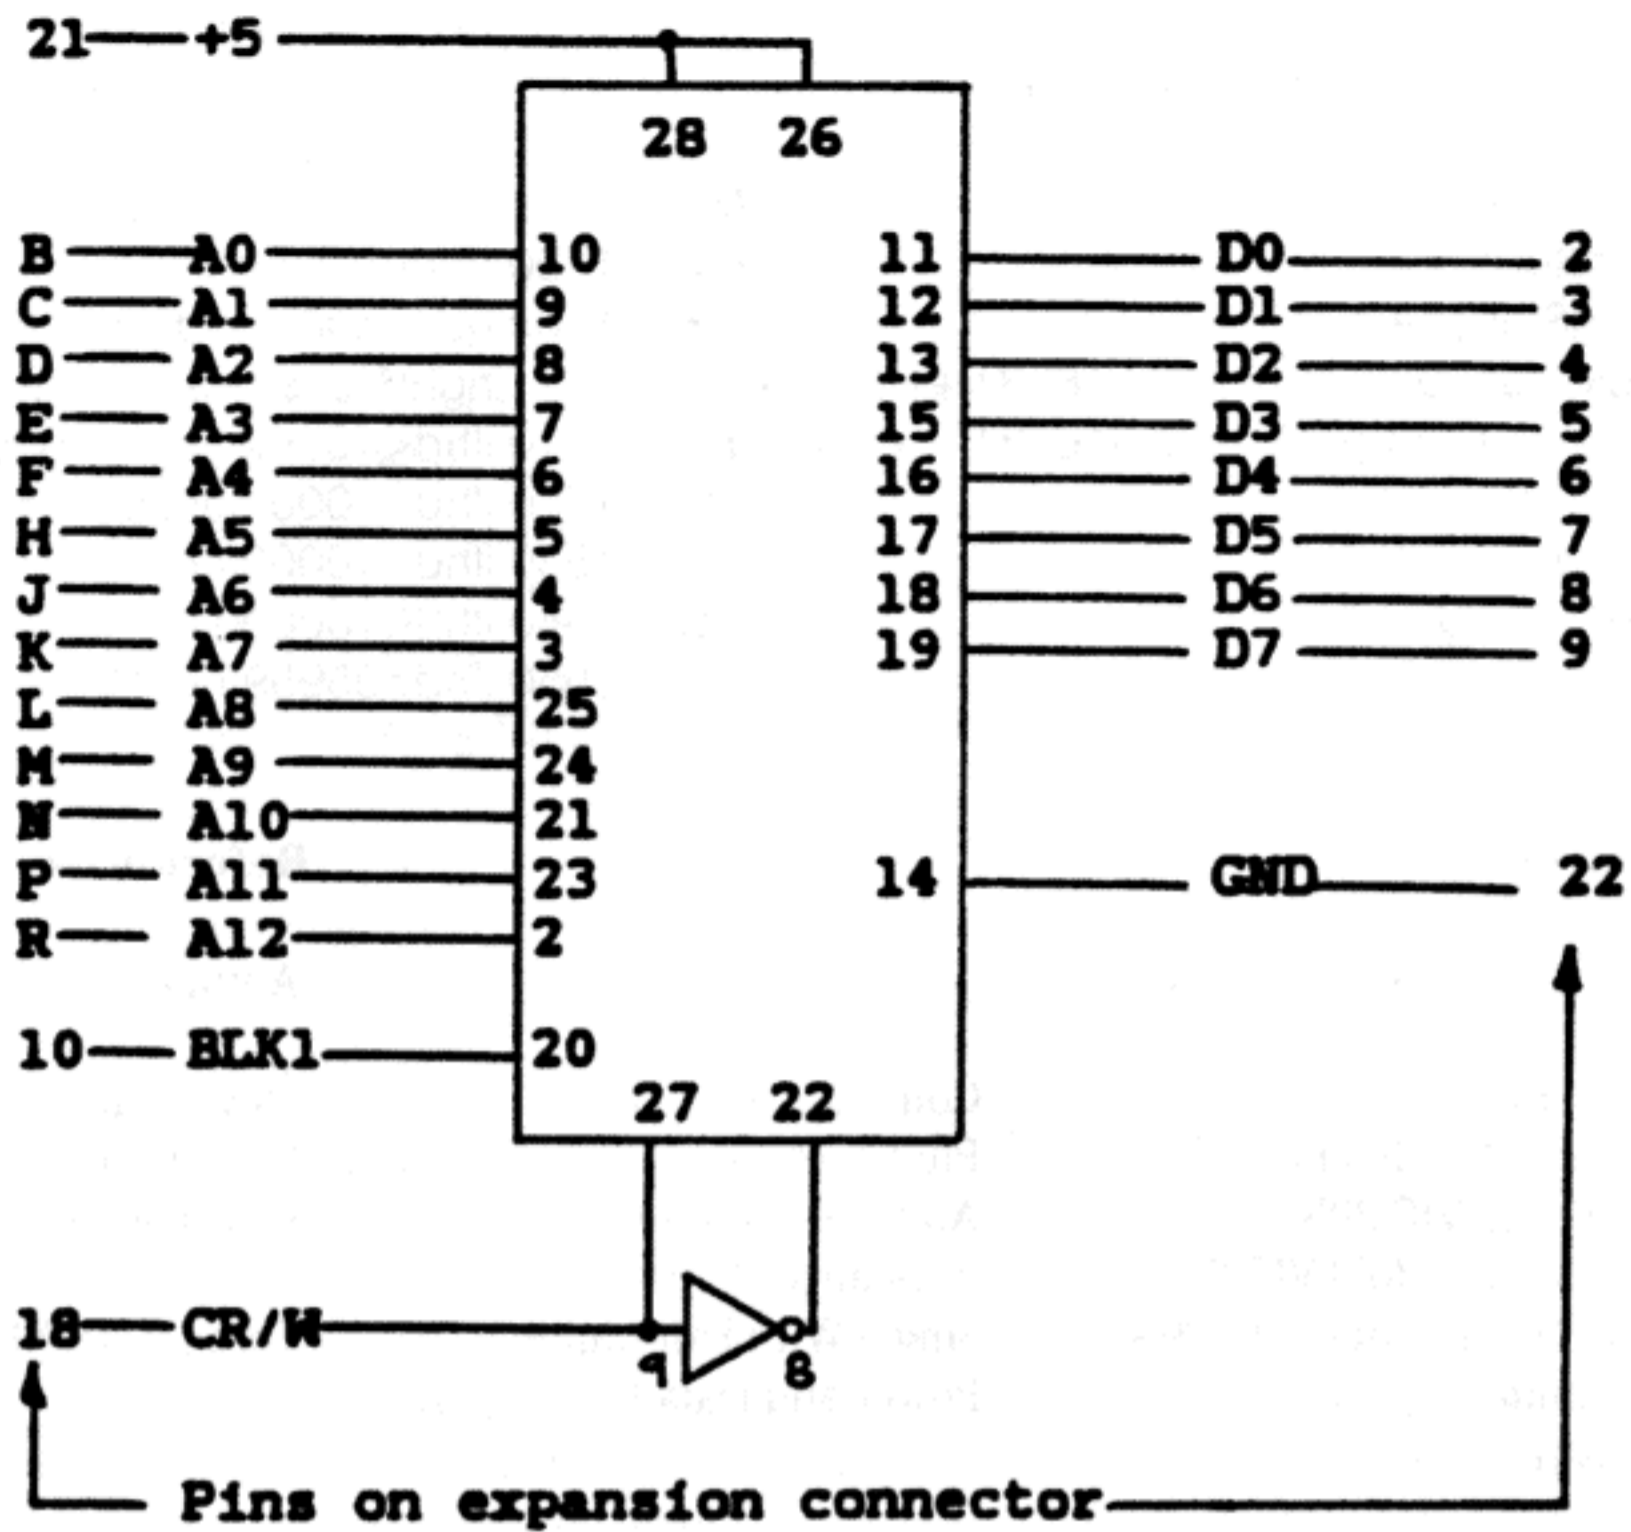 21 +5
28 26
B A0 10 11 D0 2
C A1 9 12 D1 3
D A2 8 13 D2 4
E A3 7 15 D3 5
F A4 6 16 D4 6
H A5 5 17 D5 7
J A6 4 18 D6 8
K A7 3 19 D7 9
L A8 25
M A9 24
N A10 21
P A11 23 14 GND 22
R A12 2
10 BLK1 20
27 22
18 CR/W
9 8
Pins on expansion connector